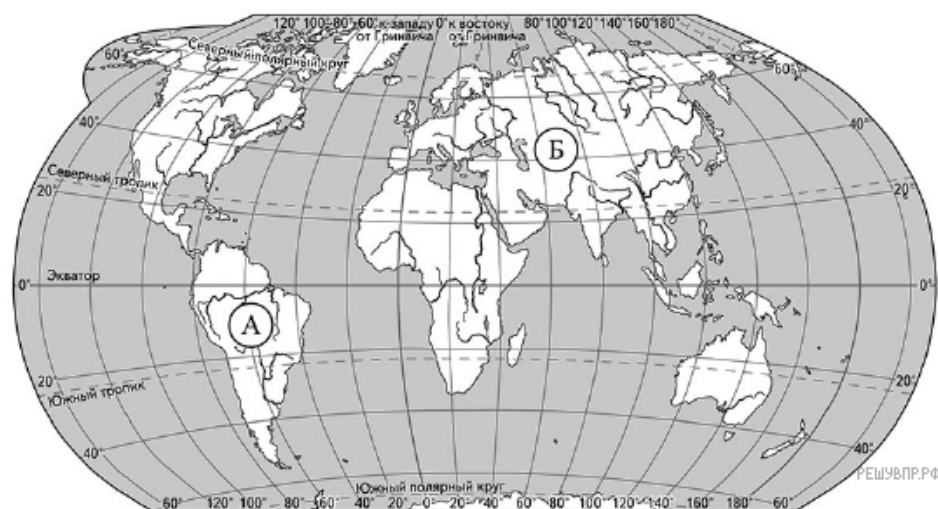 120° 100° 80° 60° к западу 0° к востоку 80° 100° 120° 140° 160° 180°
от Гринвича от Гринвича
Северный полярный круг
60° 60°
40° 40°
Б
Северный тропик
20° 20°
Экватор
0° 0°
А
20° 20°
Южный тропик
40° 40°
РЕШУВПР.РФ
Южный полярный круг
60° 120° 100° 80° 60° 40° 20° 0° 20° 40° 60° 80° 100° 120° 140° 160° 180° 60°